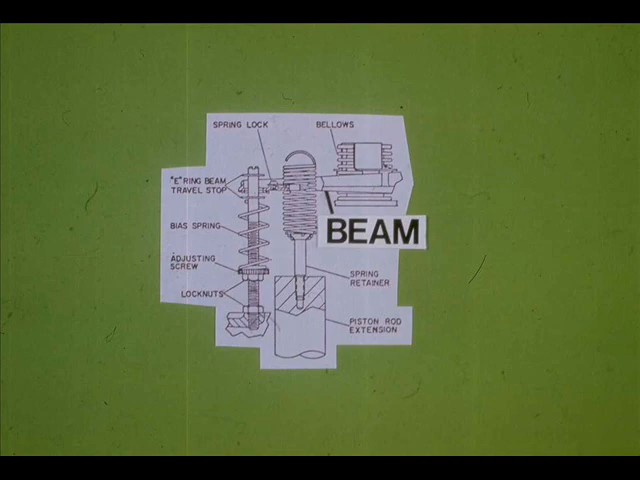 SPRING LOCK
BELLOWS
"E" RING BEAM
TRAVEL STOP
BEAM
BIAS SPRING
ADJUSTING
SCREW
SPRING
RETAINER
LOCKNUTS
PISTON ROD
EXTENSION